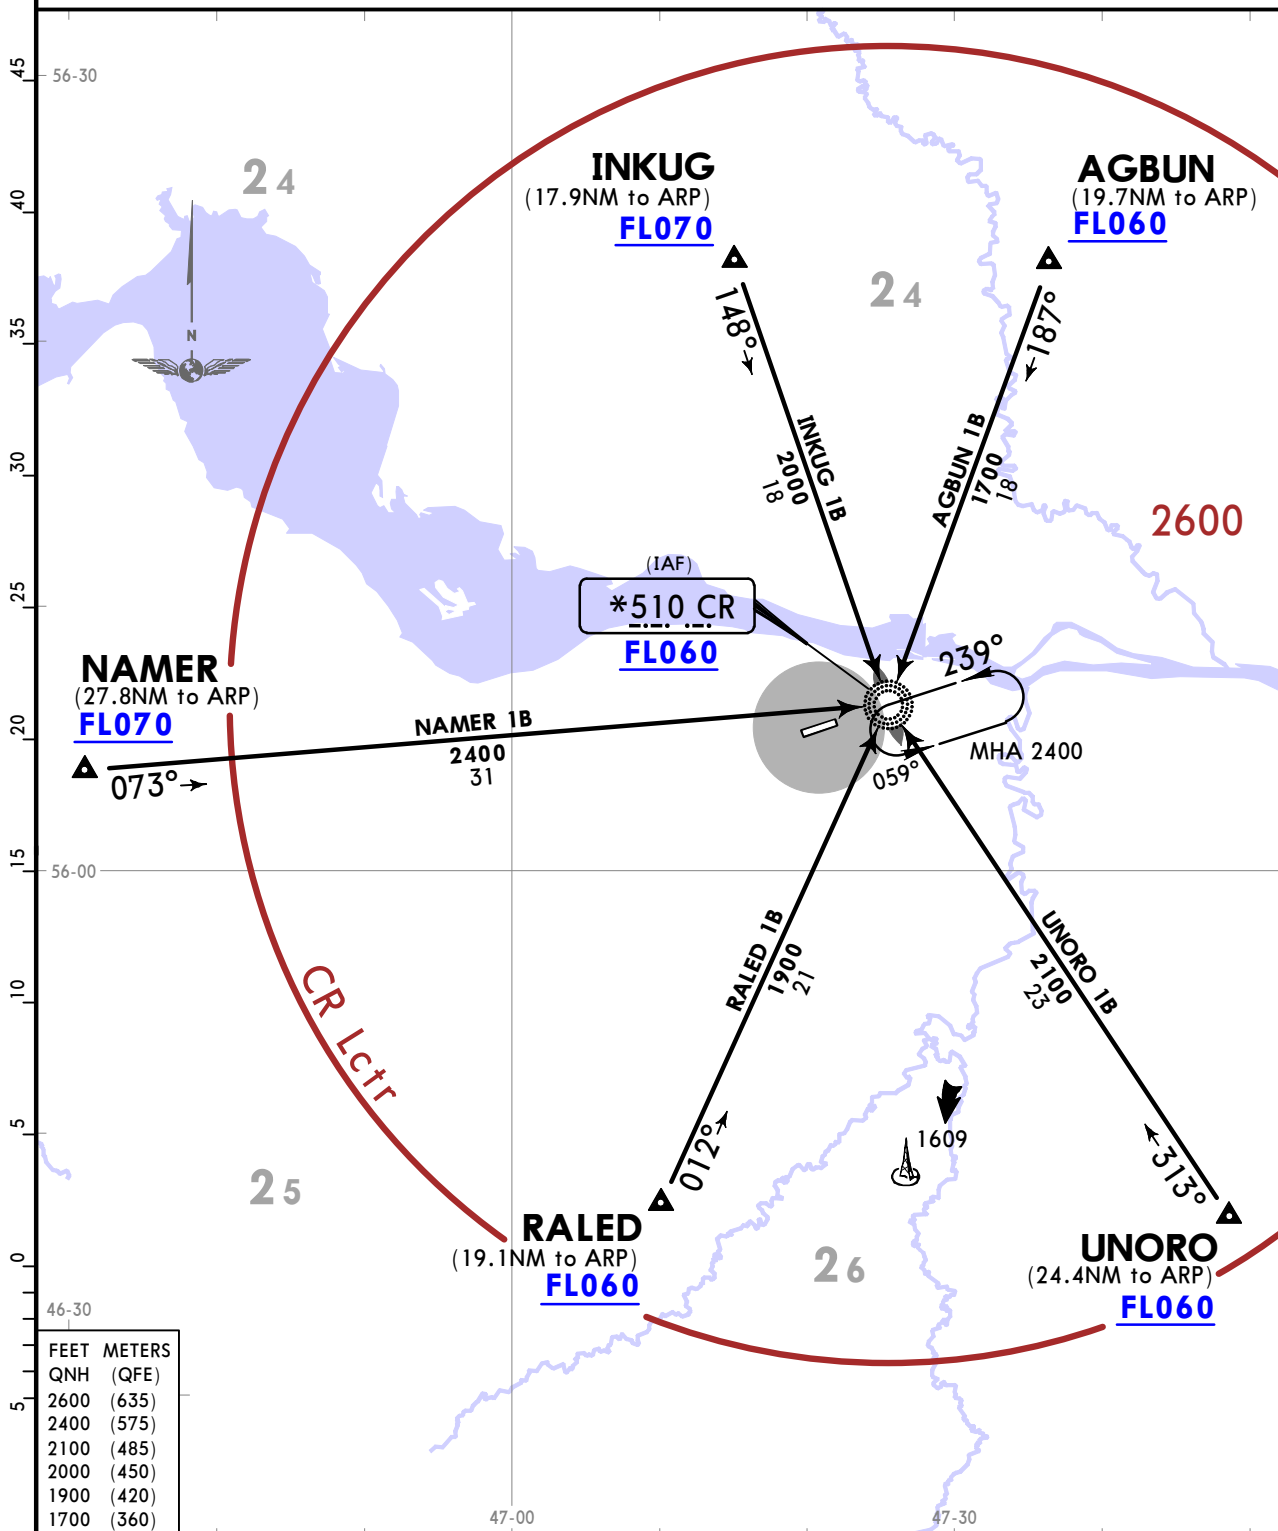 45
56-30
24
40
INKUG
(17.9NM to ARP)
FL070
AGBUN
(19.7NM to ARP)
FL060
24
35
N
148°
187°
30
INKUG 1B
2000
18
AGBUN 1B
1700
18
2600
25
(IAF)
*510 CR
FL060
239°
NAMER
(27.8NM to ARP)
FL070
20
NAMER 1B
2400
31
073°
059°
MHA 2400
15
56-00
10
CR Lctr
RALED 1B
1900
21
UNORO 1B
2100
23
5
1609
012°
313°
25
RALED
(19.1NM to ARP)
FL060
26
UNORO
(24.4NM to ARP)
FL060
0
46-30
5
FEET METERS
QNH (QFE)
2600 (635)
2400 (575)
2100 (485)
2000 (450)
1900 (420)
1700 (360)
47-00
47-30